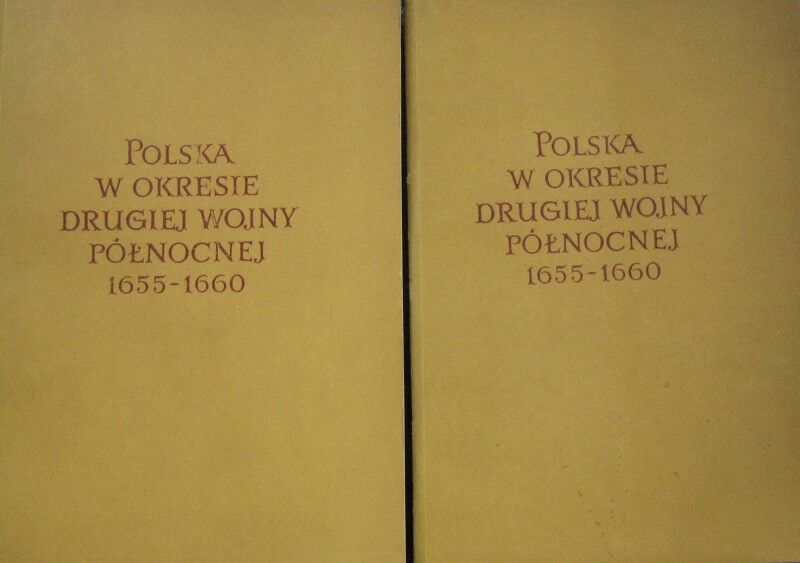 POLSKA
W OKRESIE
DRUGIEJ WOJNY
PÓŁNOCNEJ
1655-1660
POLSKA
W OKRESIE
DRUGIEJ WOJNY
PÓŁNOCNEJ
1655-1660